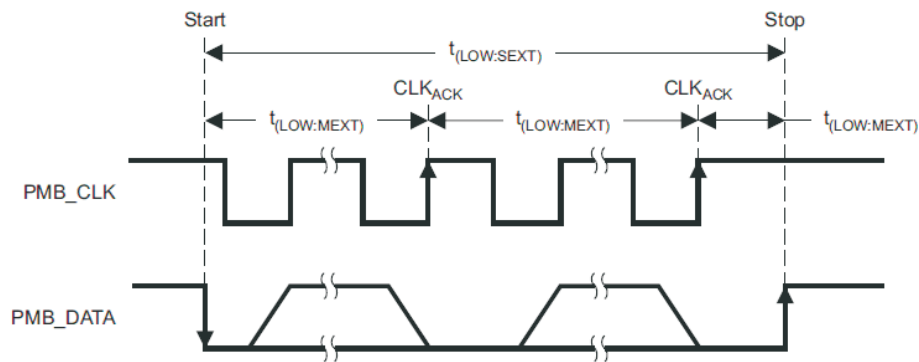 Start Stop
t(LOW:SEXT)
CLKACK CLKACK
t(LOW:MEXT) t(LOW:MEXT) t(LOW:MEXT)
PMB_CLK
PMB_DATA